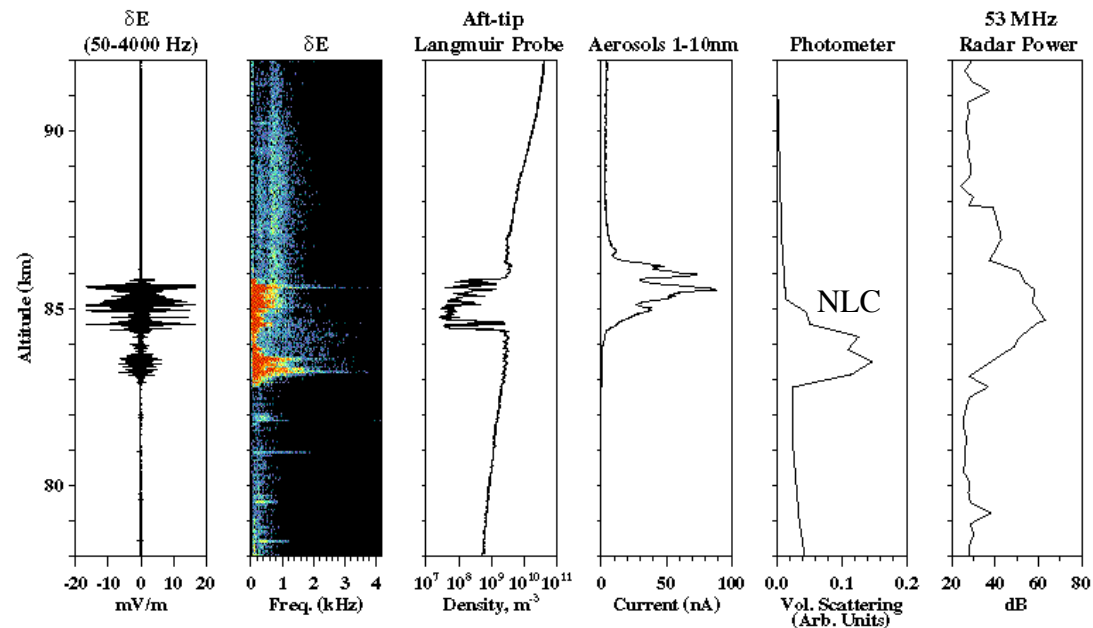 δE
(50-4000 Hz)
δE
Aft-tip
Langmuir Probe
Aerosols 1-10nm
Photometer
53 MHz
Radar Power
Altitude (km)
90
85
80
NLC
-20 -10 0 10 20
mV/m
0 1 2 3 4
Freq. (kHz)
10^7 10^8 10^9 10^10 10^11
Density, m^-3
0 50 100
Current (nA)
0.0 0.1 0.2
Vol. Scattering
(Arb. Units)
20 40 60 80
dB